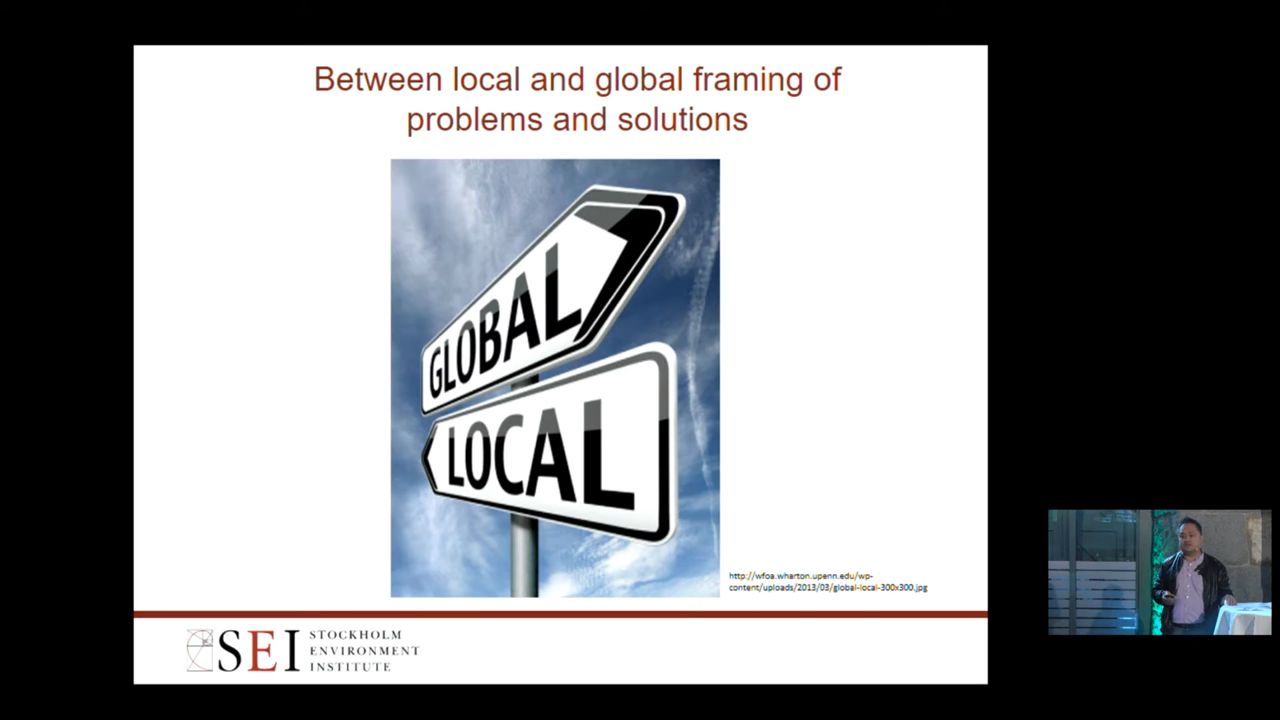 Between local and global framing of
problems and solutions
GLOBAL
LOCAL
http://wfoa.wharton.upenn.edu/wp-
content/uploads/2013/03/global-local-300x300.jpg
SEI
STOCKHOLM
ENVIRONMENT
INSTITUTE